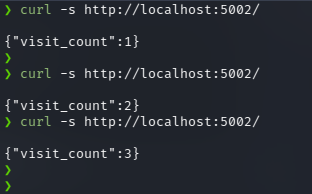 ❯ curl -s http://localhost:5002/
{"visit_count":1}
❯
❯ curl -s http://localhost:5002/
{"visit_count":2}
❯ curl -s http://localhost:5002/
{"visit_count":3}
❯
❯